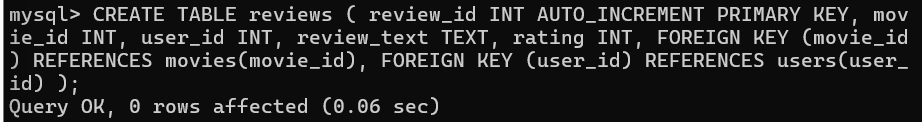 mysql> CREATE TABLE reviews ( review_id INT AUTO_INCREMENT PRIMARY KEY, mov
ie_id INT, user_id INT, review_text TEXT, rating INT, FOREIGN KEY (movie_id
) REFERENCES movies(movie_id), FOREIGN KEY (user_id) REFERENCES users(user_
id) );
Query OK, 0 rows affected (0.06 sec)